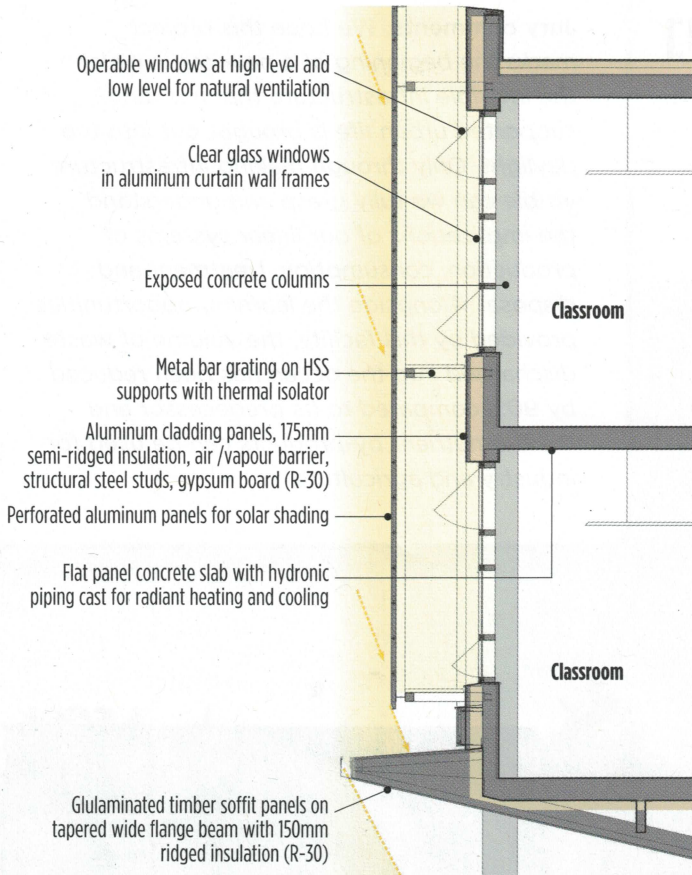 Operable windows at high level and
low level for natural ventilation
Clear glass windows
in aluminum curtain wall frames
Exposed concrete columns
Classroom
Metal bar grating on HSS
supports with thermal isolator
Aluminum cladding panels, 175mm
semi-ridged insulation, air /vapour barrier,
structural steel studs, gypsum board (R-30)
Perforated aluminum panels for solar shading
Flat panel concrete slab with hydronic
piping cast for radiant heating and cooling
Classroom
Glulaminated timber soffit panels on
tapered wide flange beam with 150mm
ridged insulation (R-30)